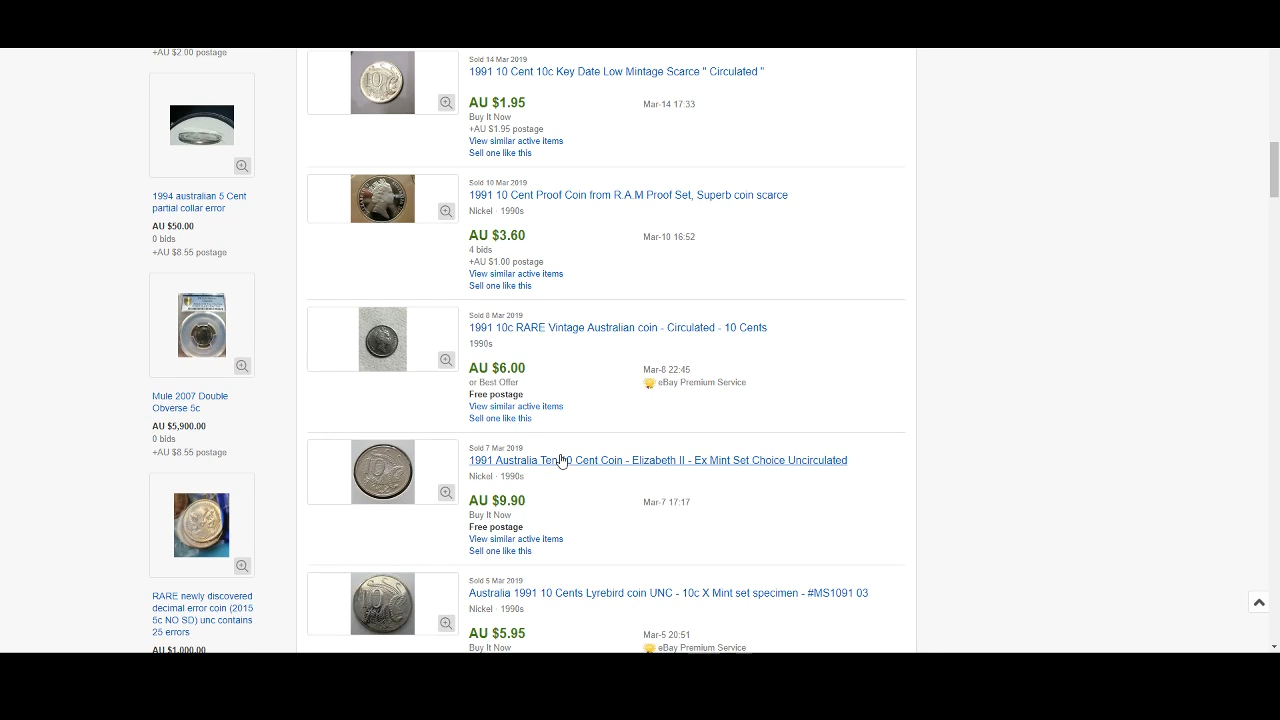 +AU $2.00 postage
1994 australian 5 Cent
partial collar error
AU $50.00
0 bids
+AU $8.55 postage
Mule 2007 Double
Obverse 5c
AU $5,900.00
0 bids
+AU $8.55 postage
RARE newly discovered
decimal error coin (2015
5c NO SD) unc contains
25 errors
AU $1,000.00
Sold 14 Mar 2019
1991 10 Cent 10c Key Date Low Mintage Scarce " Circulated "
AU $1.95 Mar-14 17:33
Buy It Now
+AU $1.95 postage
View similar active items
Sell one like this
Sold 10 Mar 2019
1991 10 Cent Proof Coin from R.A.M Proof Set, Superb coin scarce
Nickel · 1990s
AU $3.60 Mar-10 16:52
4 bids
+AU $1.00 postage
View similar active items
Sell one like this
Sold 8 Mar 2019
1991 10c RARE Vintage Australian coin - Circulated - 10 Cents
1990s
AU $6.00 Mar-8 22:45
or Best Offer eBay Premium Service
Free postage
View similar active items
Sell one like this
Sold 7 Mar 2019
1991 Australia Ten 10 Cent Coin - Elizabeth II - Ex Mint Set Choice Uncirculated
Nickel · 1990s
AU $9.90 Mar-7 17:17
Buy It Now
Free postage
View similar active items
Sell one like this
Sold 5 Mar 2019
Australia 1991 10 Cents Lyrebird coin UNC - 10c X Mint set specimen - #MS1091 03
Nickel · 1990s
AU $5.95 Mar-5 20:51
Buy It Now eBay Premium Service
10
10
10